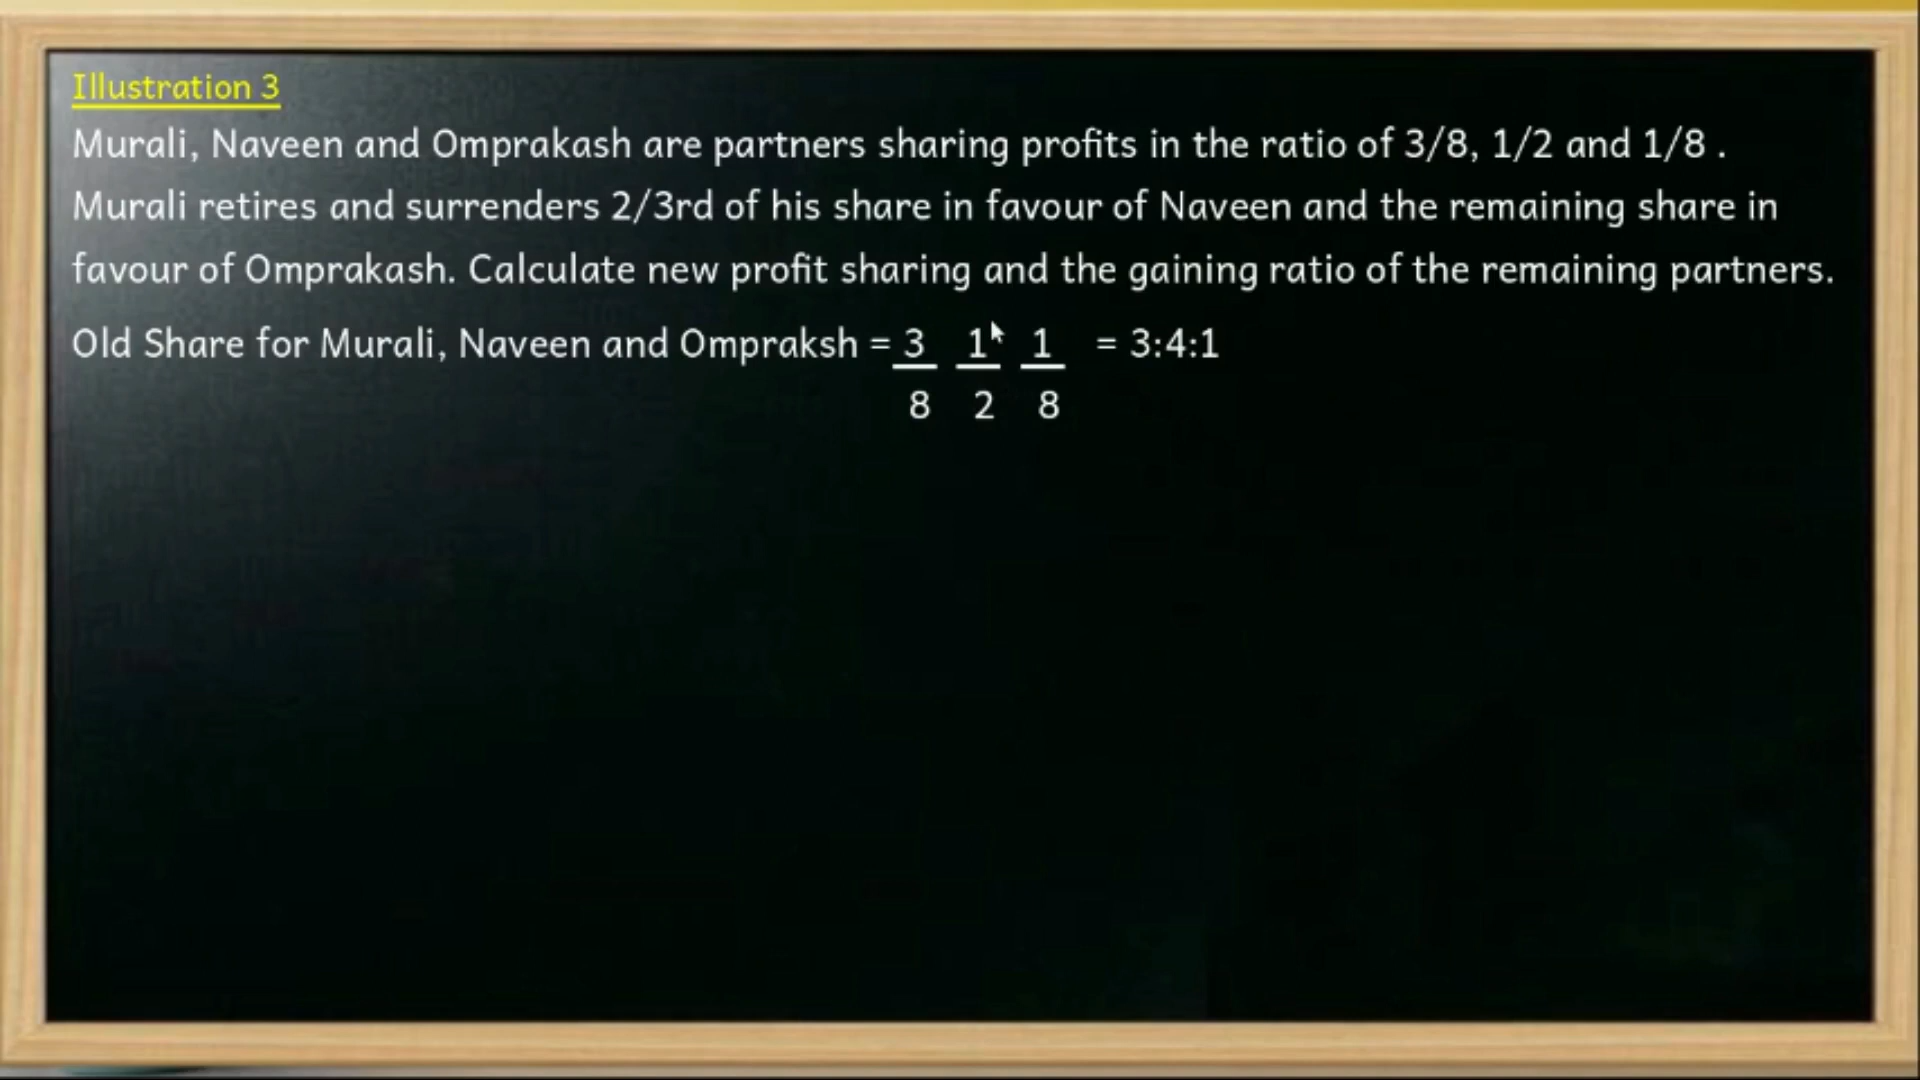 Illustration 3
Murali, Naveen and Omprakash are partners sharing profits in the ratio of 3/8, 1/2 and 1/8 .
Murali retires and surrenders 2/3rd of his share in favour of Naveen and the remaining share in
favour of Omprakash. Calculate new profit sharing and the gaining ratio of the remaining partners.
Old Share for Murali, Naveen and Ompraksh = 3 1 1 = 3:4:1
8 2 8